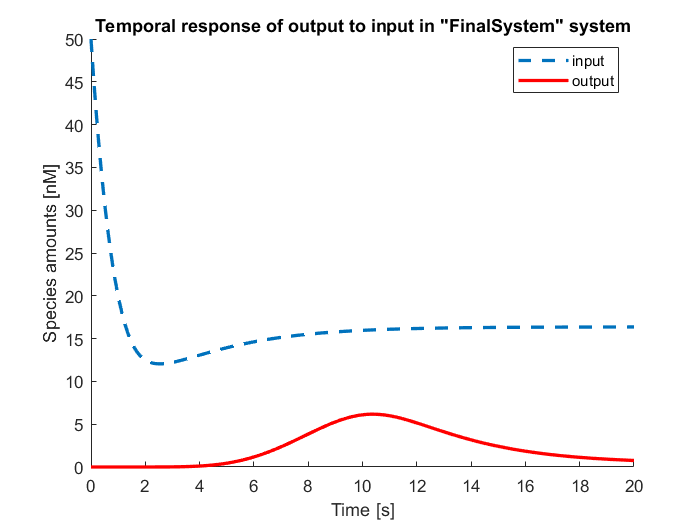 Temporal response of output to input in "FinalSystem" system
input
output
Species amounts [nM]
50
45
40
35
30
25
20
15
10
5
0
0 2 4 6 8 10 12 14 16 18 20
Time [s]